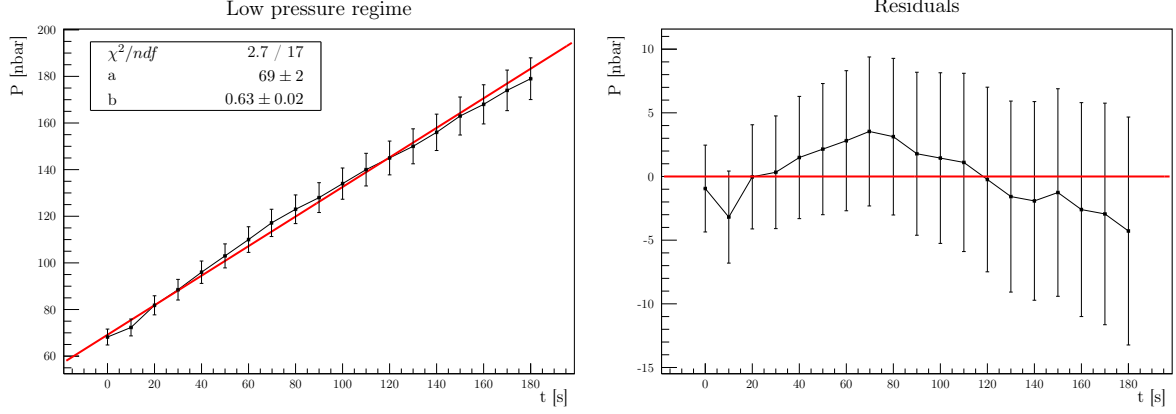 Low pressure regime
P [nbar]
200
180
160
140
120
100
80
60
χ²/ndf 2.7 / 17
a 69 ± 2
b 0.63 ± 0.02
0 20 40 60 80 100 120 140 160 180
t [s]
Residuals
P [nbar]
10
5
0
-5
-10
-15
0 20 40 60 80 100 120 140 160 180
t [s]